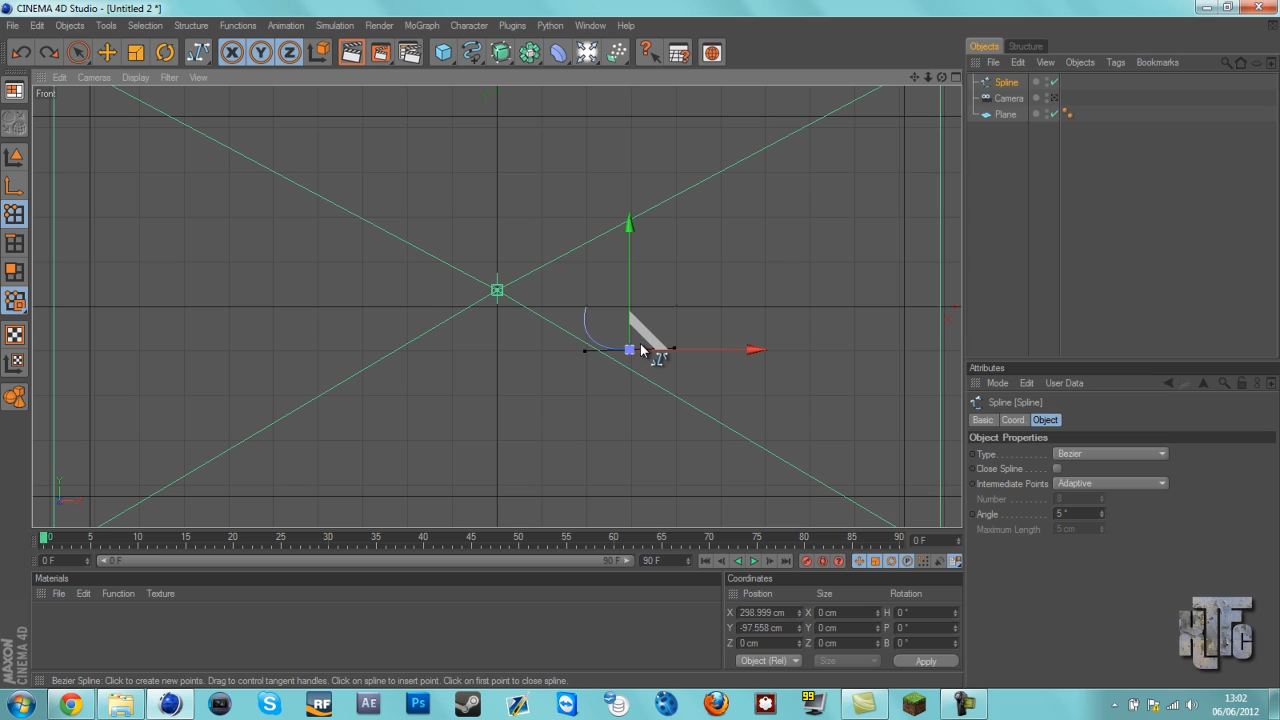 CINEMA 4D Studio - [Untitled 2 *]
File Edit Objects Tools Selection Structure Functions Animation Simulation Render MoGraph Character Plugins Python Window Help
X Y Z
Objects Structure
File Edit View Objects Tags Bookmarks
Edit Cameras Display Filter View
Front
Spline
Camera
Plane
Attributes
Mode Edit User Data
Spline [Spline]
Basic Coord. Object
Object Properties
Type Bezier
Close Spline
Intermediate Points Adaptive
Number 8
Angle 5 °
Maximum Length 5 cm
Y
0 5 10 15 20 25 30 35 40 45 50 55 60 65 70 75 80 85 90 0 F
0 F 0 F 90 F 90 F
Materials
File Edit Function Texture
Coordinates
Position Size Rotation
X 298.999 cm X 0 cm H 0 °
Y -97.558 cm Y 0 cm P 0 °
Z 0 cm Z 0 cm B 0 °
Object (Rel) Size Apply
MAXON
CINEMA 4D
Bezier Spline: Click to create new points. Drag to control tangent handles. Click on spline to insert point. Click on first point to close spline.
RF Ae Ps 99
13:02
06/06/2012